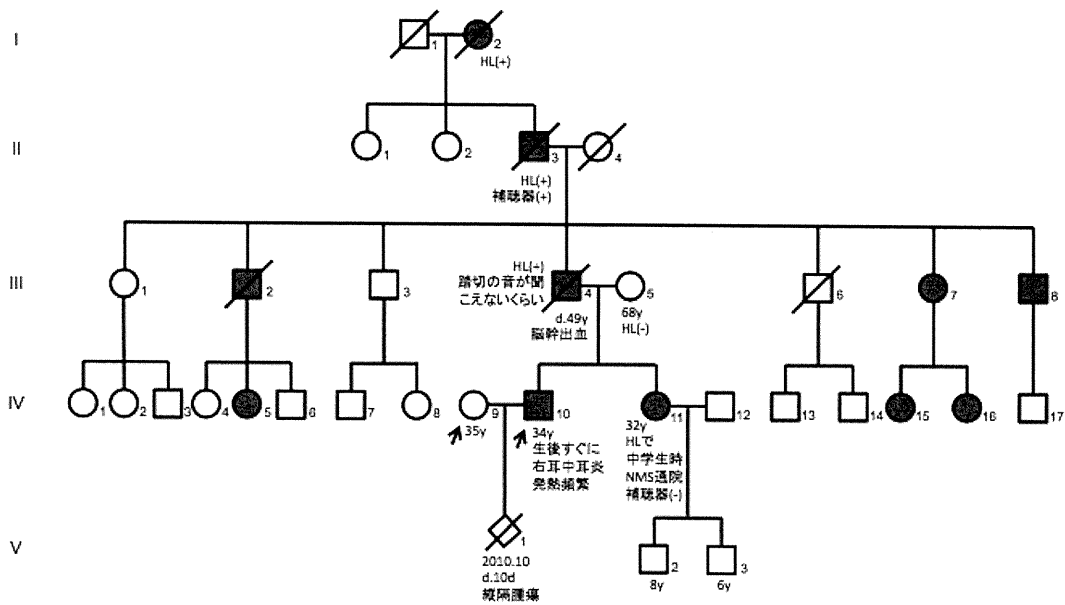 I
1
2
HL(+)
II
1
2
3
4
HL(+)
補聴器(+)
III
1
2
3
HL(+)
踏切の音が聞
こえないくらい
4
5
6
7
8
d.49y
脳幹出血
68y
HL(-)
IV
1
2
3
4
5
6
7
8
9
10
11
12
13
14
15
16
17
35y
34y
生後すぐに
右耳中耳炎
発熱頻繁
32y
HLで
中学生時
NMS通院
補聴器(-)
V
1
2
3
2010.10
d.10d
縦隔腫瘍
8y
6y